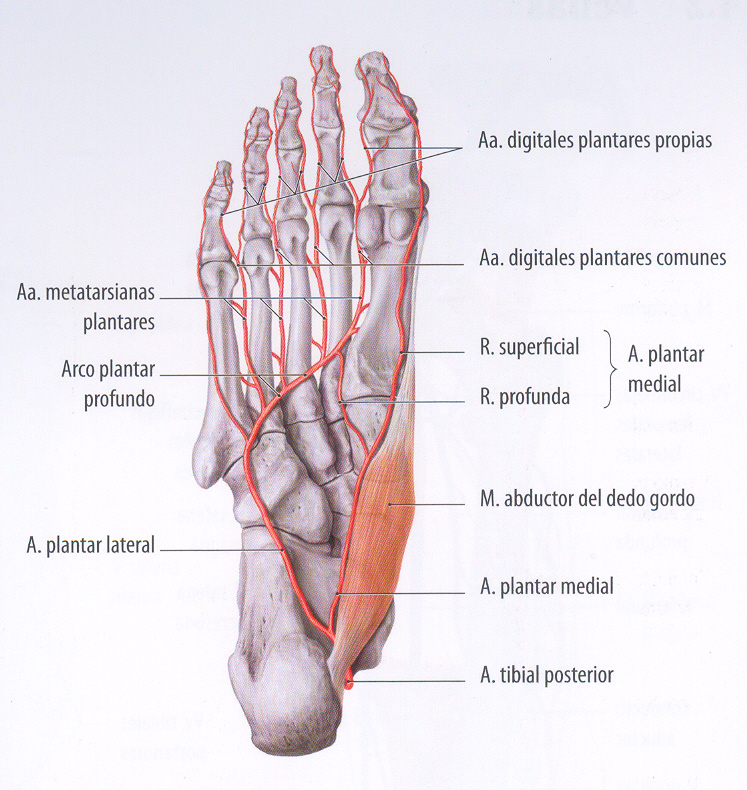 Aa. digitales plantares propias
Aa. digitales plantares comunes
Aa. metatarsianas
plantares
R. superficial
A. plantar
medial
Arco plantar
profundo
R. profunda
M. abductor del dedo gordo
A. plantar lateral
A. plantar medial
A. tibial posterior